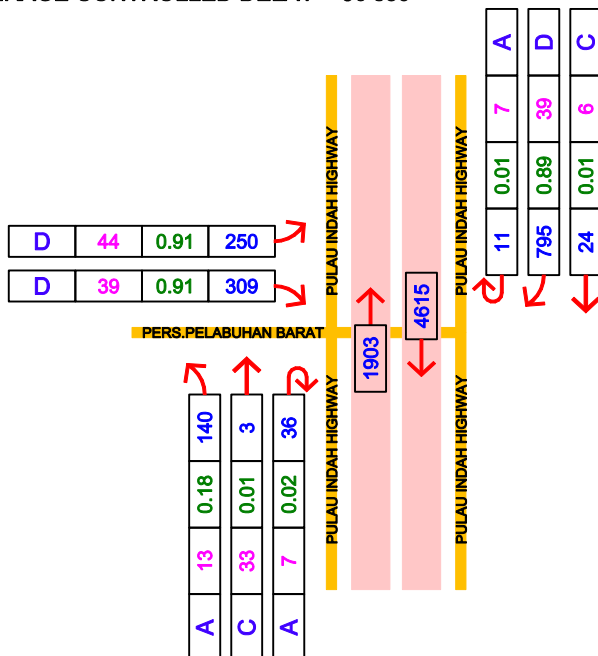 CONTROLLED
11 0.01 7 A
795 0.89 39 D
24 0.01 6 C
PULAU INDAH HIGHWAY
PULAU INDAH HIGHWAY
D 44 0.91 250
D 39 0.91 309
4615
PERS.PELABUHAN BARAT
1903
PULAU INDAH HIGHWAY
PULAU INDAH HIGHWAY
A 13 0.18 140
C 33 0.01 3
A 7 0.02 36